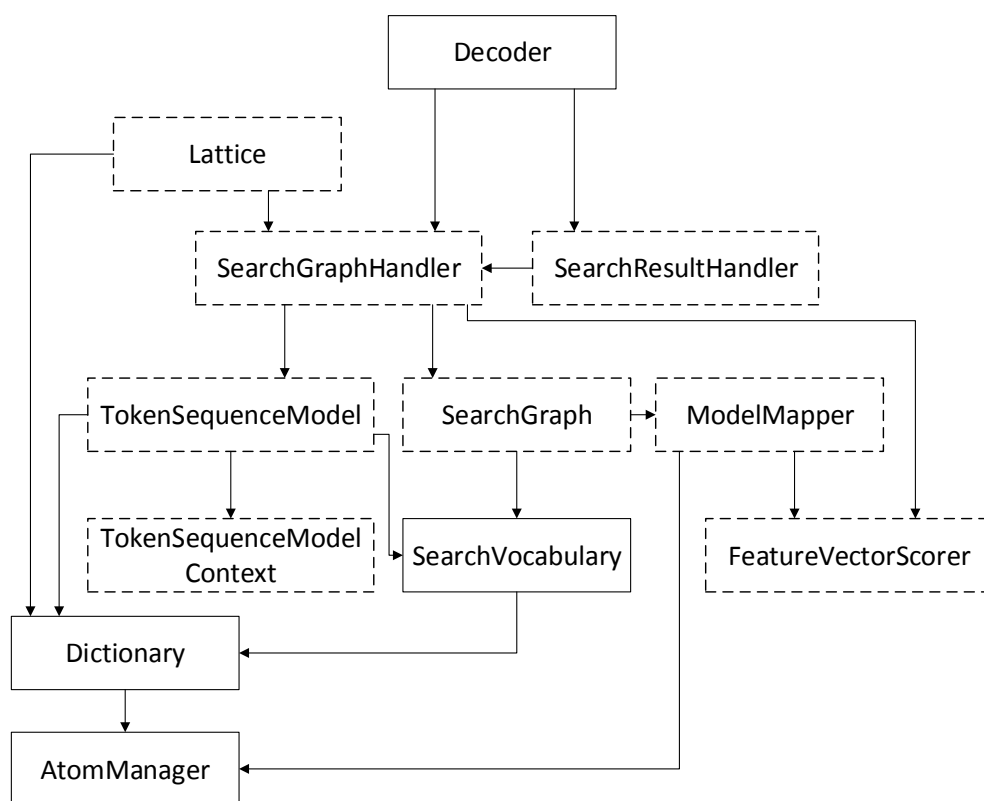 Decoder
Lattice
SearchGraphHandler
SearchResultHandler
TokenSequenceModel
SearchGraph
ModelMapper
TokenSequenceModel
Context
SearchVocabulary
FeatureVectorScorer
Dictionary
AtomManager